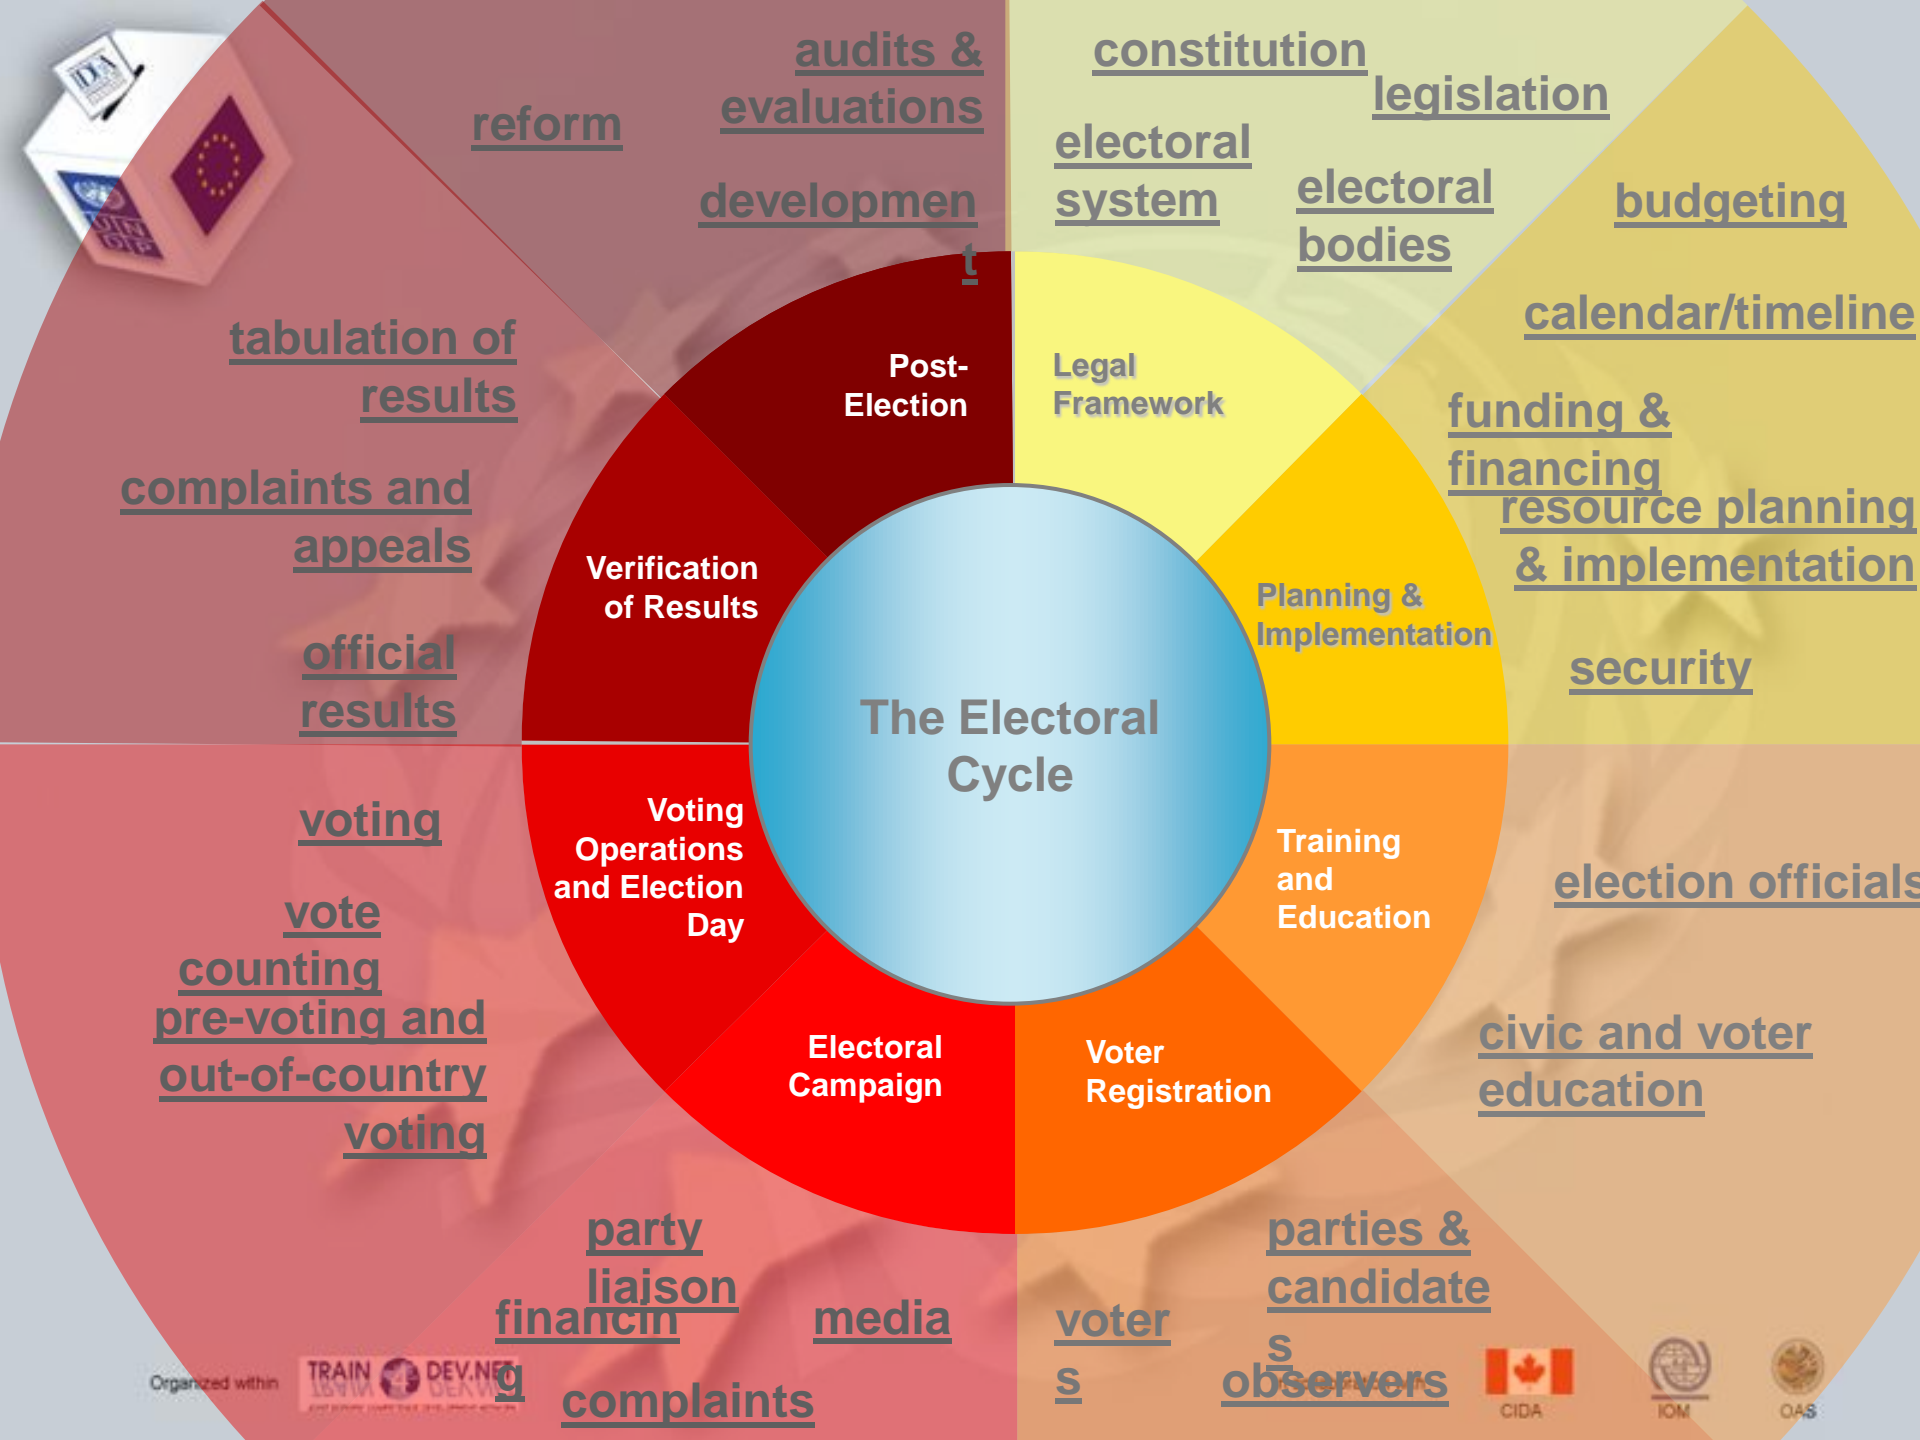 audits &
evaluations
reform
developmen
t
constitution
legislation
electoral
system
electoral
bodies
budgeting
calendar/timeline
funding &
financing
resource planning
& implementation
security
tabulation of
results
complaints and
appeals
official
results
Post-
Election
Legal
Framework
Verification
of Results
Planning &
Implementation
The Electoral
Cycle
Voting
Operations
and Election
Day
Training
and
Education
Electoral
Campaign
Voter
Registration
voting
vote
counting
pre-voting and
out-of-country
voting
election officials
civic and voter
education
party
liaison
financin
g
media
complaints
voter
s
parties &
candidate
s
observers
Organized within
TRAIN 4 DEV.NET
CIDA
IOM
OAS
IDEA
UN
DP